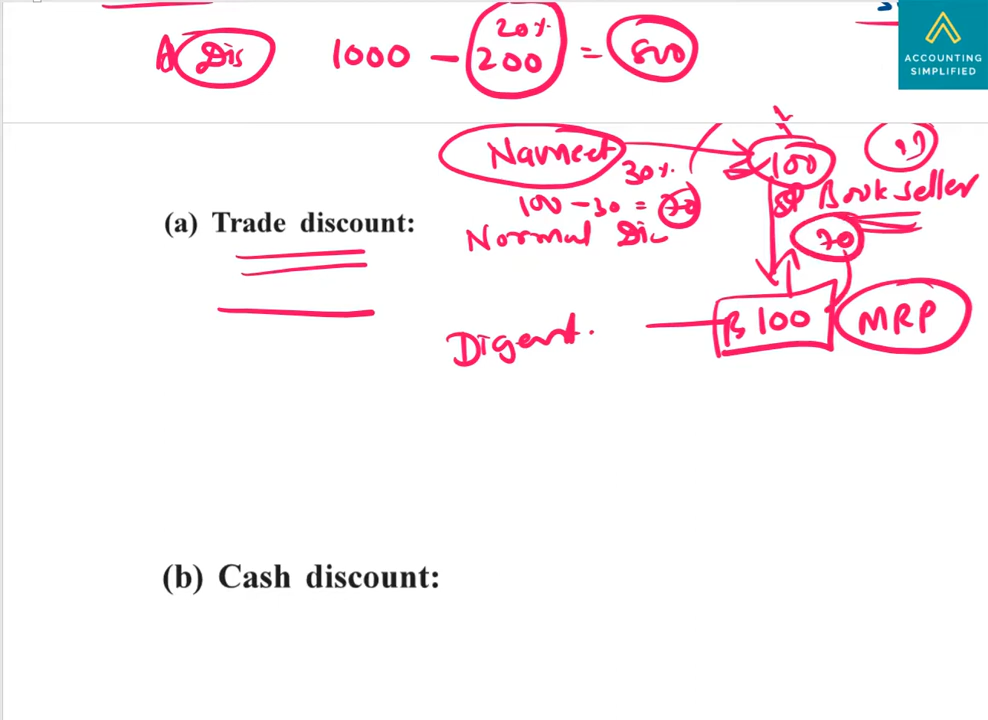 20%
Dis 1000 - 200 = 800
ACCOUNTING
SIMPLIFIED
Navneet 100
30%
100 - 30 = 70 Book seller
(a) Trade discount:
Normal Dis 70
Digest. 100 MRP
(b) Cash discount: